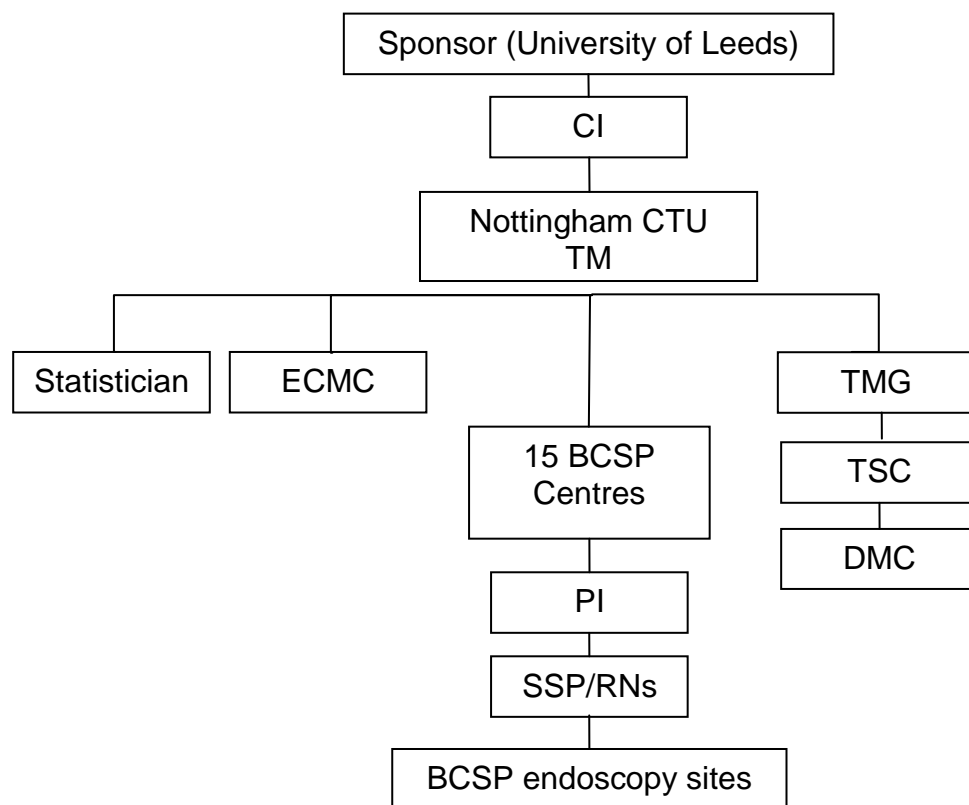 Sponsor (University of Leeds)
CI
Nottingham CTU
TM
Statistician
ECMC
TMG
15 BCSP
Centres
TSC
DMC
PI
SSP/RNs
BCSP endoscopy sites